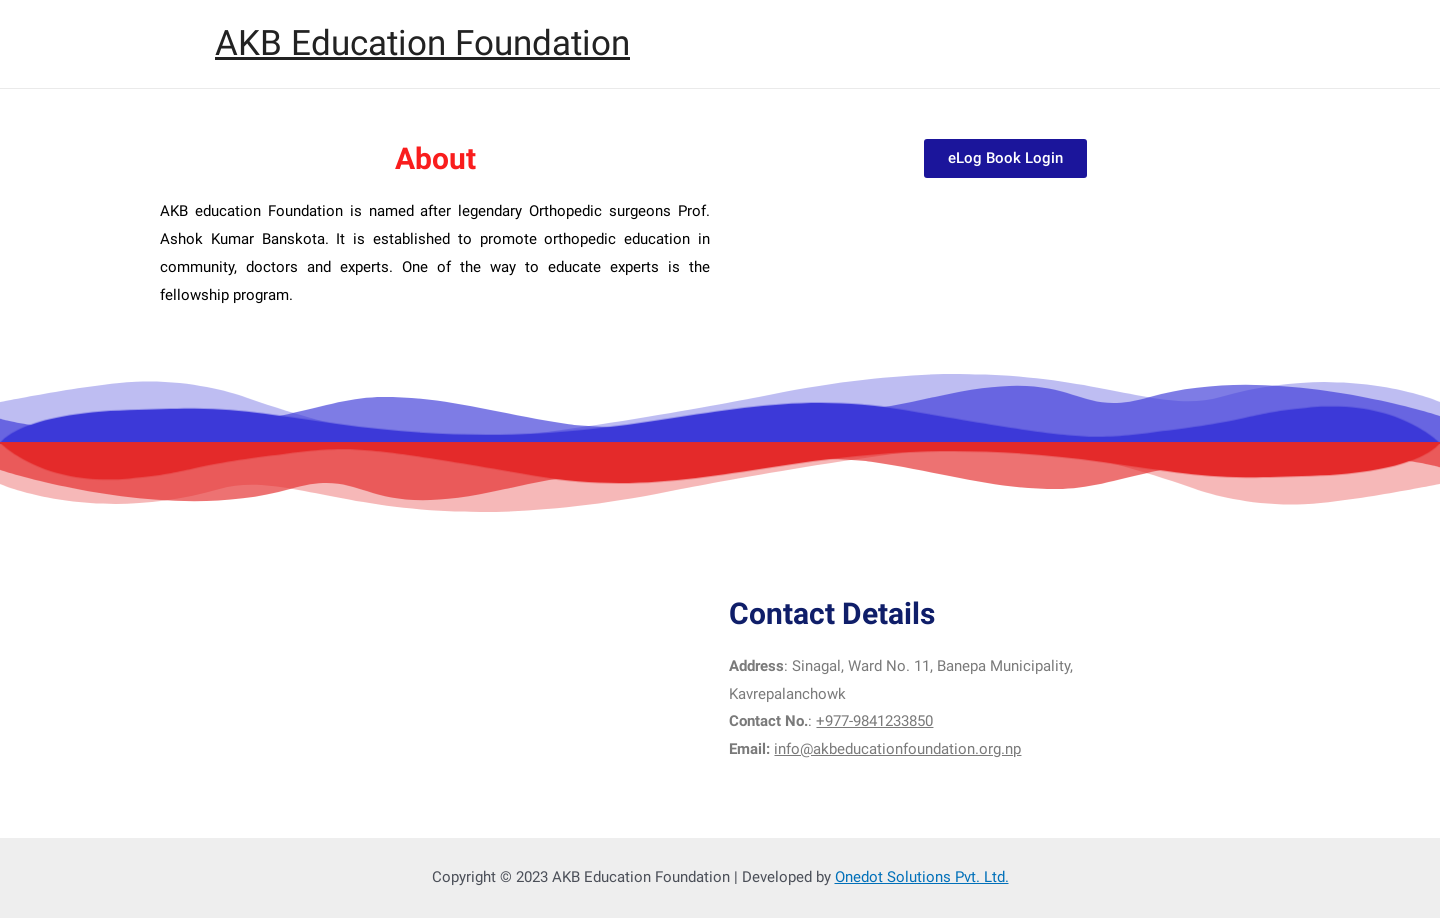 AKB Education Foundation
About
eLog Book Login
AKB education Foundation is named after legendary Orthopedic surgeons Prof.
Ashok Kumar Banskota. It is established to promote orthopedic education in
community, doctors and experts. One of the way to educate experts is the
fellowship program.
Contact Details
Address: Sinagal, Ward No. 11, Banepa Municipality,
Kavrepalanchowk
Contact No.: +977-9841233850
Email: info@akbeducationfoundation.org.np
Copyright © 2023 AKB Education Foundation | Developed by Onedot Solutions Pvt. Ltd.